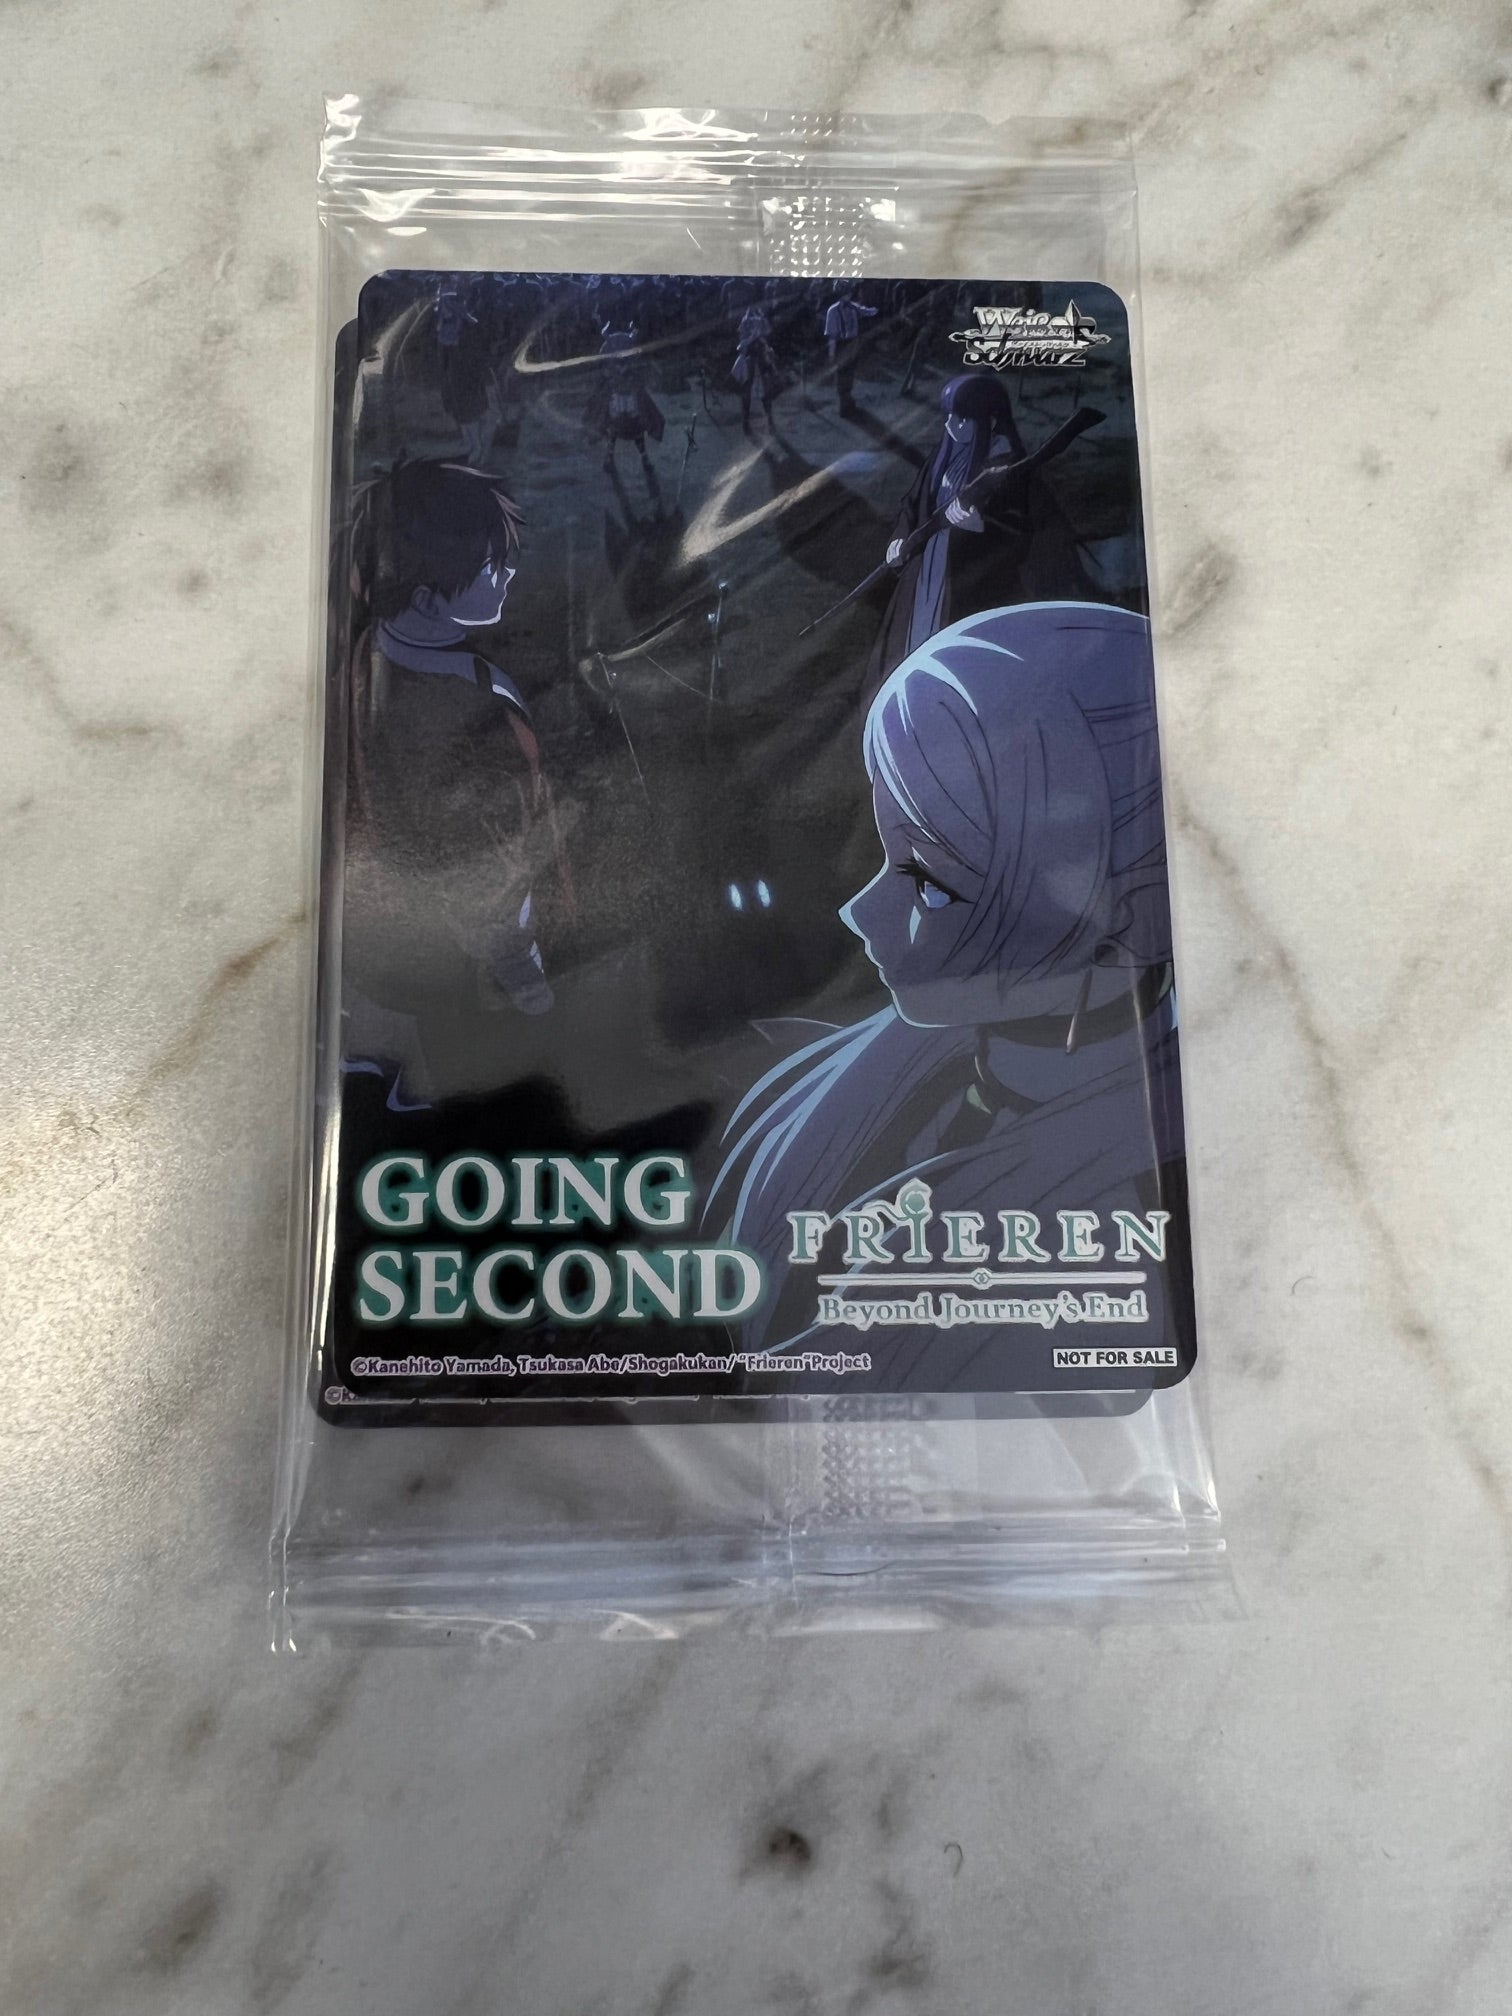 Weiẞ
Schwarz
GOING
SECOND
FRIEREN
Beyond Journey's End
©Kanehito Yamada, Tsukasa Abe/Shogakukan/ "Frieren"Project
NOT FOR SALE